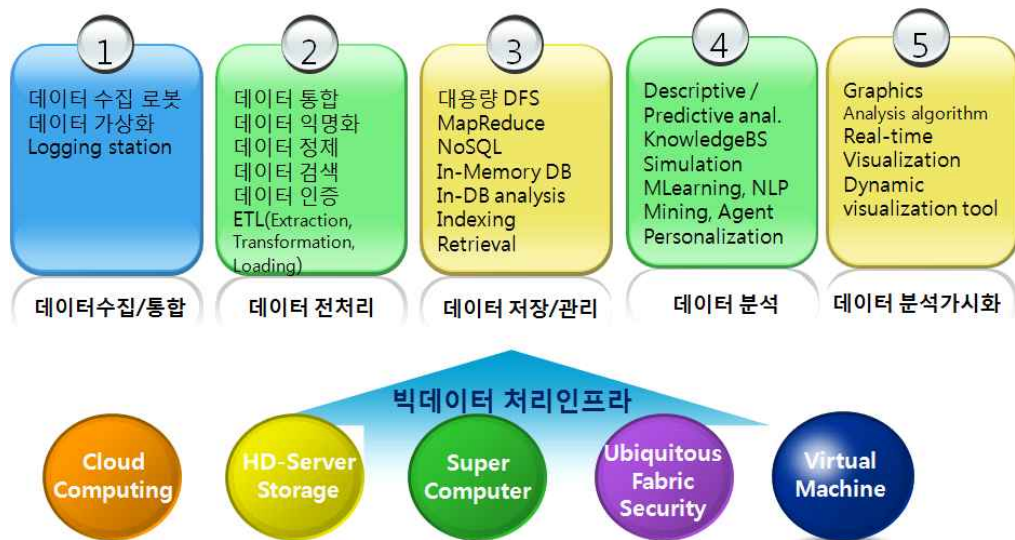 1
데이터 수집 로봇
데이터 가상화
Logging station
데이터수집/통합
2
데이터 통합
데이터 익명화
데이터 정제
데이터 검색
데이터 인증
ETL(Extraction,
Transformation,
Loading)
데이터 전처리
3
대용량 DFS
MapReduce
NoSQL
In-Memory DB
In-DB analysis
Indexing
Retrieval
데이터 저장/관리
4
Descriptive /
Predictive anal.
KnowledgeBS
Simulation
MLearning, NLP
Mining, Agent
Personalization
데이터 분석
5
Graphics
Analysis algorithm
Real-time
Visualization
Dynamic
visualization tool
데이터 분석가시화
빅데이터 처리인프라
Cloud
Computing
HD-Server
Storage
Super
Computer
Ubiquitous
Fabric
Security
Virtual
Machine